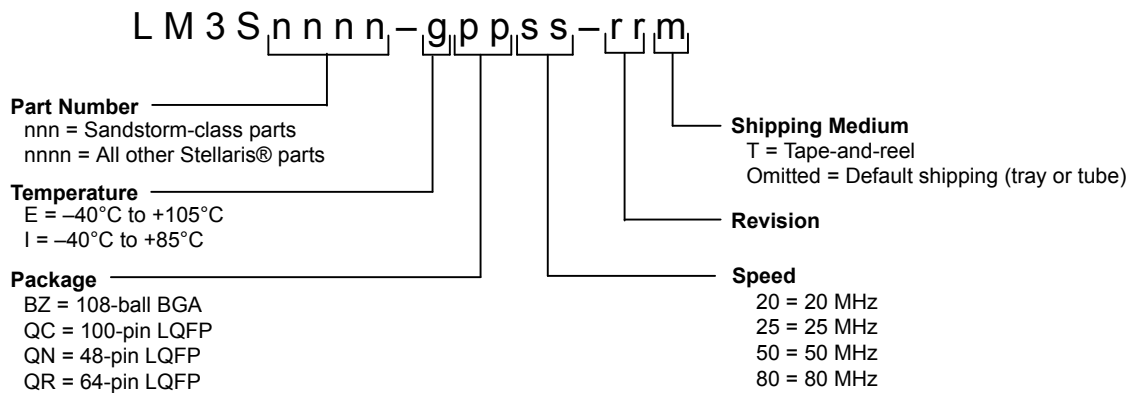 LM3Snnnn–gppss–rrm
Part Number
nnn = Sandstorm-class parts
nnnn = All other Stellaris® parts
Temperature
E = –40°C to +105°C
I = –40°C to +85°C
Package
BZ = 108-ball BGA
QC = 100-pin LQFP
QN = 48-pin LQFP
QR = 64-pin LQFP
Shipping Medium
T = Tape-and-reel
Omitted = Default shipping (tray or tube)
Revision
Speed
20 = 20 MHz
25 = 25 MHz
50 = 50 MHz
80 = 80 MHz